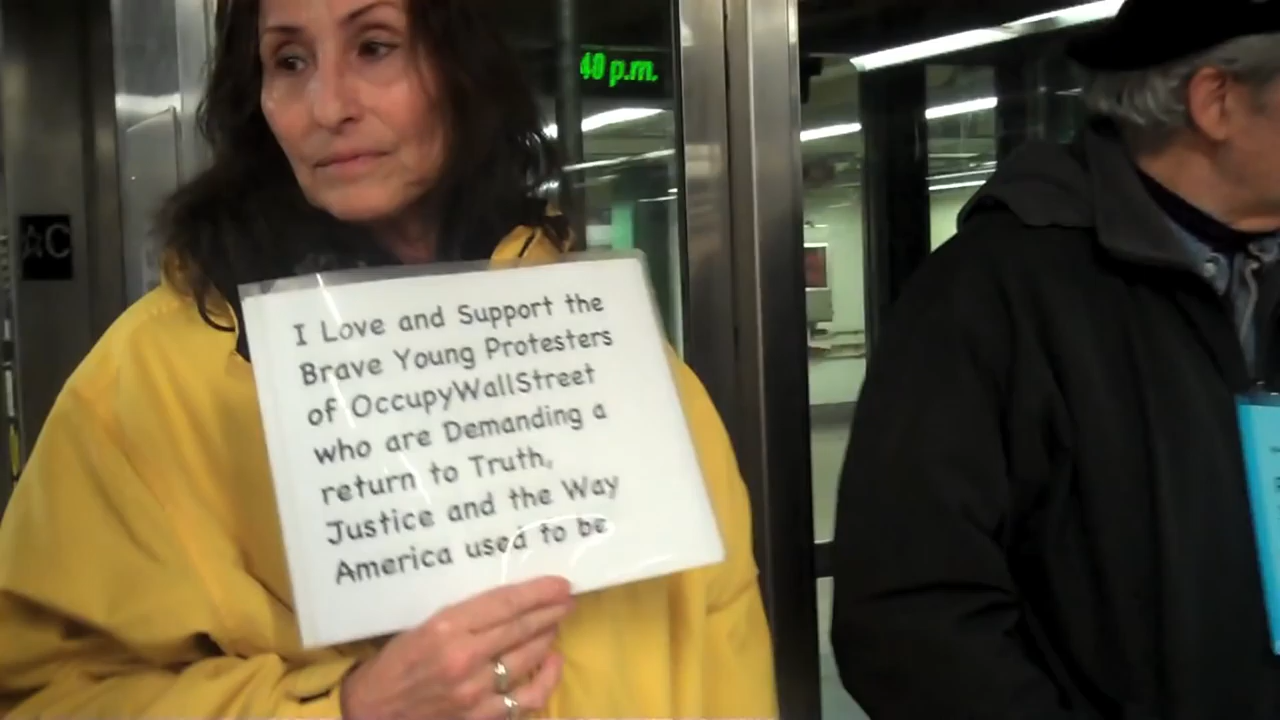 40 p.m.
☆C
I Love and Support the
Brave Young Protesters
of OccupyWallStreet
who are Demanding a
return to Truth,
Justice and the Way
America used to be